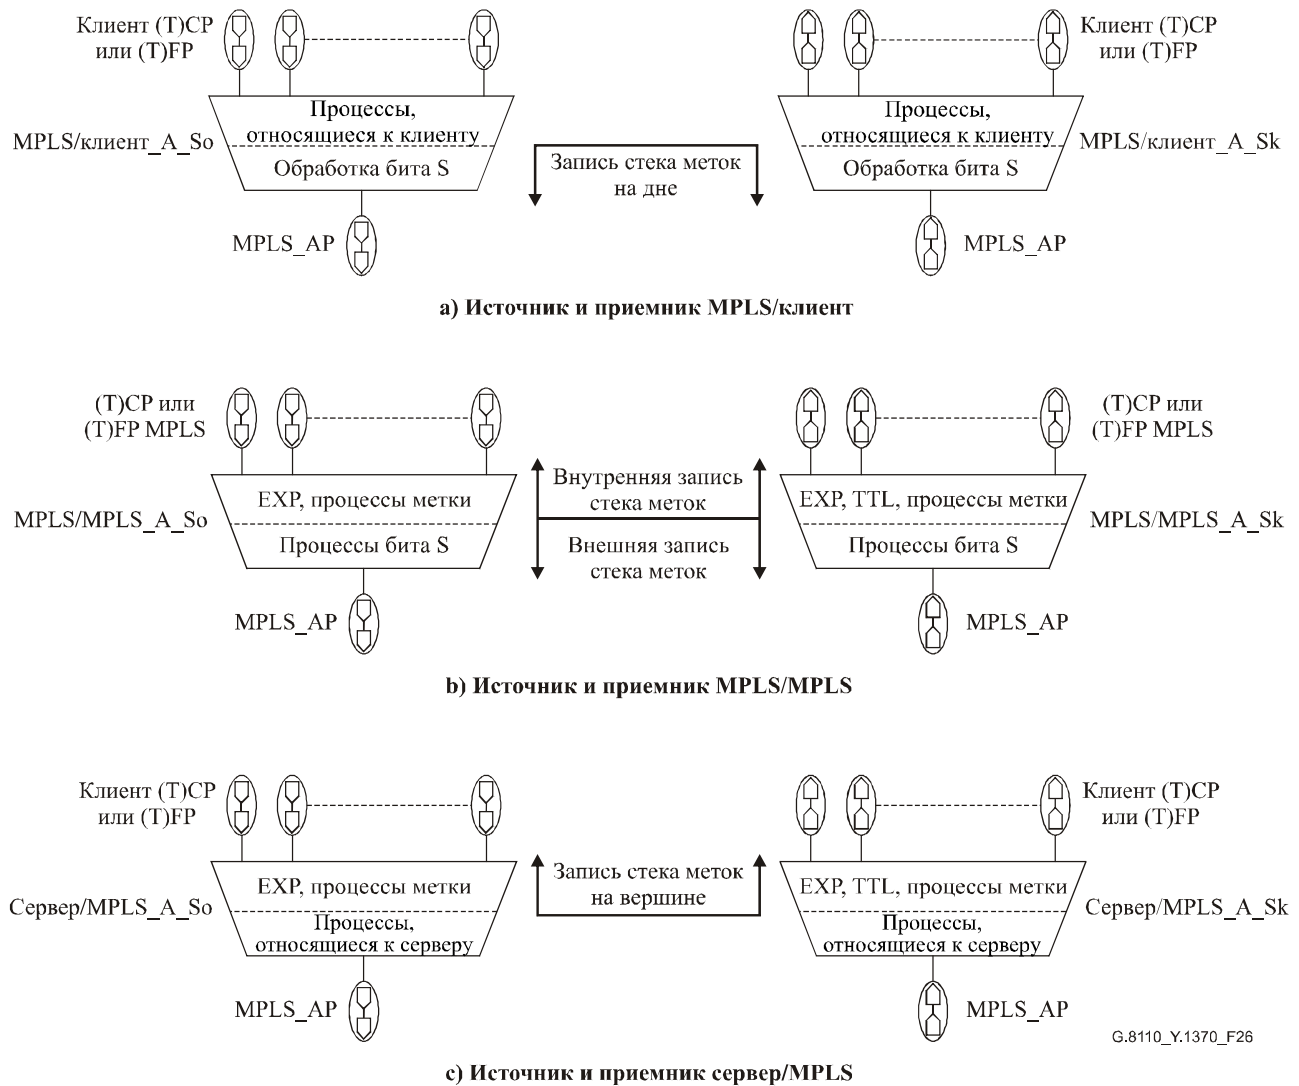 Клиент (T)CP
или (T)FP
Клиент (T)CP
или (T)FP
MPLS/клиент_A_So
Процессы,
относящиеся к клиенту
Обработка бита S
Запись стека меток
на дне
Процессы,
относящиеся к клиенту
Обработка бита S
MPLS/клиент_A_Sk
MPLS_AP
MPLS_AP
a) Источник и приемник MPLS/клиент
(T)CP или
(T)FP MPLS
(T)CP или
(T)FP MPLS
MPLS/MPLS_A_So
EXP, процессы метки
Процессы бита S
Внутренняя запись
стека меток
Внешняя запись
стека меток
EXP, TTL, процессы метки
Процессы бита S
MPLS/MPLS_A_Sk
MPLS_AP
MPLS_AP
b) Источник и приемник MPLS/MPLS
Клиент (T)CP
или (T)FP
Клиент (T)CP
или (T)FP
Сервер/MPLS_A_So
EXP, процессы метки
Процессы,
относящиеся к серверу
Запись стека меток
на вершине
EXP, TTL, процессы метки
Процессы,
относящиеся к серверу
Сервер/MPLS_A_Sk
MPLS_AP
MPLS_AP
G.8110_Y.1370_F26
c) Источник и приемник сервер/MPLS